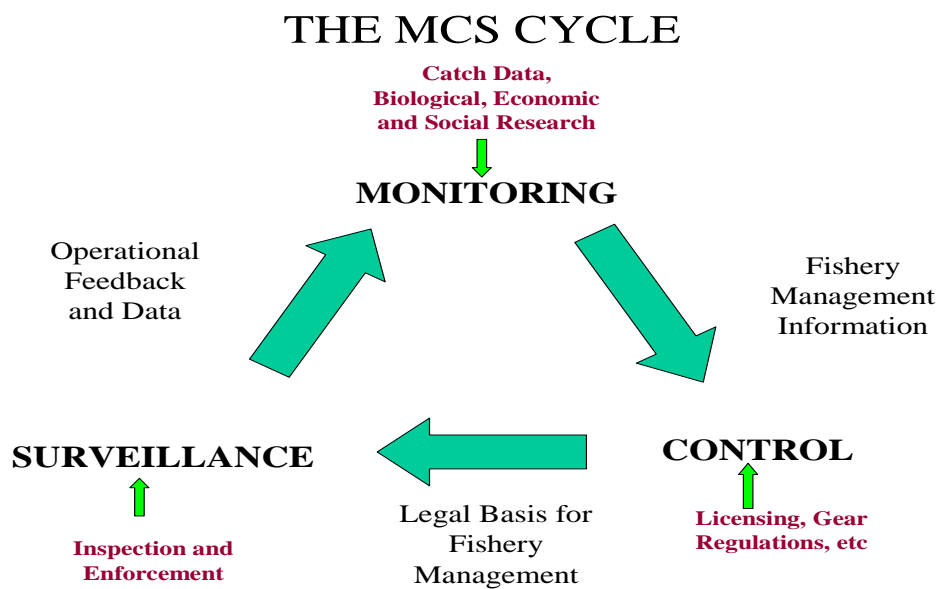 THE MCS CYCLE
Catch Data,
Biological, Economic
and Social Research
MONITORING
Operational
Feedback
and Data
Fishery
Management
Information
SURVEILLANCE
CONTROL
Legal Basis for
Fishery
Management
Licensing, Gear
Regulations, etc
Inspection and
Enforcement